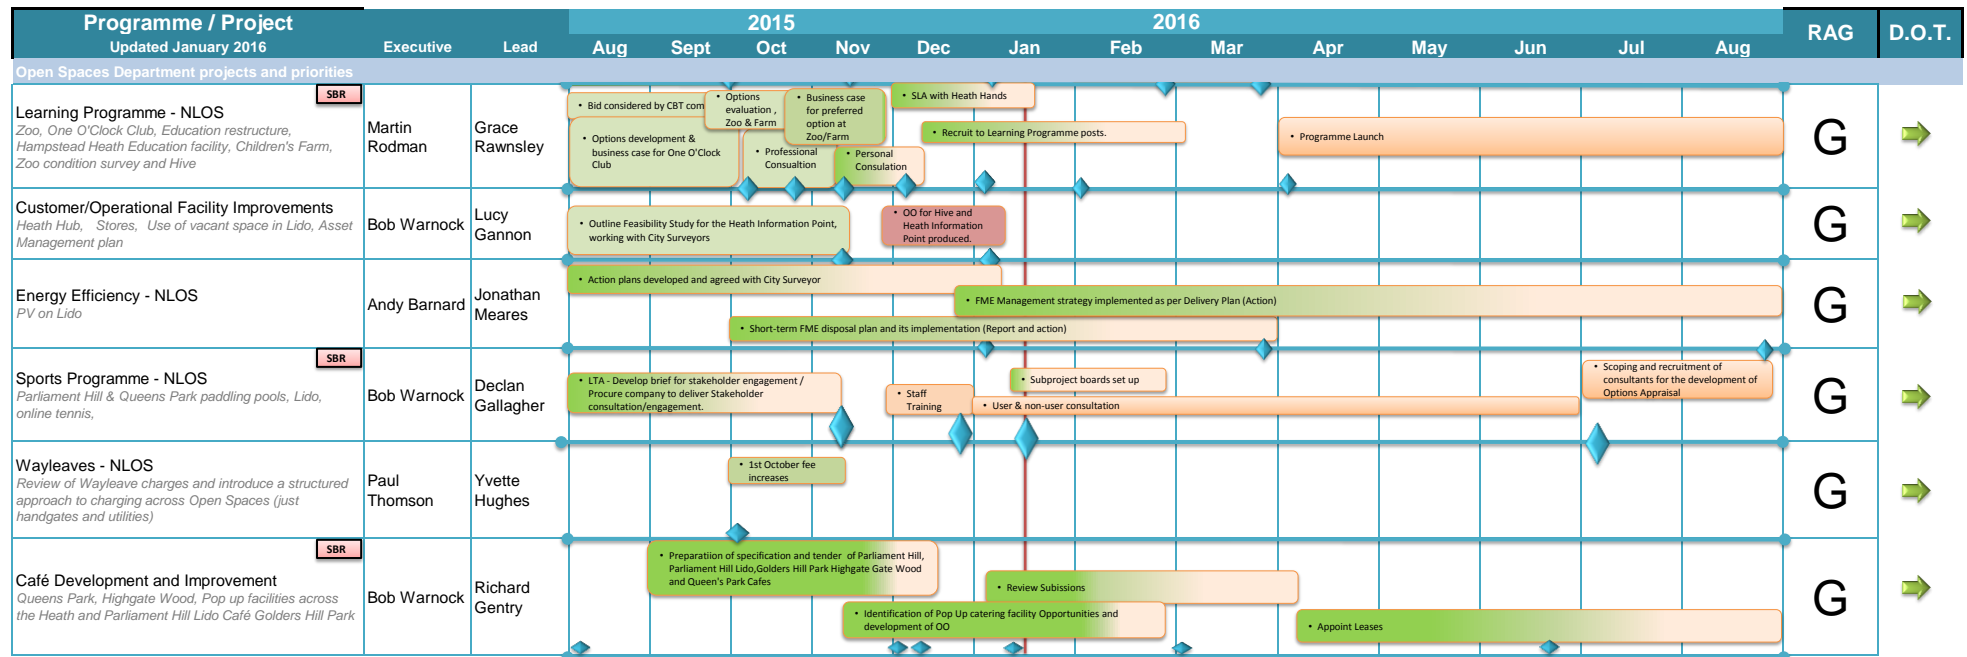 Programme / Project
Updated January 2016
Executive
Lead
2015
2016
Aug
Sept
Oct
Nov
Dec
Jan
Feb
Mar
Apr
May
Jun
Jul
Aug
RAG
D.O.T.
Open Spaces Department projects and priorities
SBR
Learning Programme - NLOS
Zoo, One O'Clock Club, Education restructure,
Hampstead Heath Education facility, Children's Farm,
Zoo condition survey and Hive
Martin
Rodman
Grace
Rawnsley
• Bid considered by CBT com
• Options
evaluation ,
Zoo & Farm
• Business case
for preferred
option at
Zoo/Farm
• SLA with Heath Hands
• Options development &
business case for One O'Clock
Club
• Professional
Consualtion
• Personal
Consulation
• Recruit to Learning Programme posts.
• Programme Launch
G
Customer/Operational Facility Improvements
Heath Hub, Stores, Use of vacant space in Lido, Asset
Management plan
Bob Warnock
Lucy
Gannon
• Outline Feasibility Study for the Heath Information Point,
working with City Surveyors
• OO for Hive and
Heath Information
Point produced.
G
Energy Efficiency - NLOS
PV on Lido
Andy Barnard
Jonathan
Meares
• Action plans developed and agreed with City Surveyor
• FME Management strategy implemented as per Delivery Plan (Action)
• Short-term FME disposal plan and its implementation (Report and action)
G
SBR
Sports Programme - NLOS
Parliament Hill & Queens Park paddling pools, Lido,
online tennis,
Bob Warnock
Declan
Gallagher
• LTA - Develop brief for stakeholder engagement /
Procure company to deliver Stakeholder
consultation/engagement.
• Staff
Training
• Subproject boards set up
• User & non-user consultation
• Scoping and recruitment of
consultants for the development of
Options Appraisal
G
Wayleaves - NLOS
Review of Wayleave charges and introduce a structured
approach to charging across Open Spaces (just
handgates and utilities)
Paul
Thomson
Yvette
Hughes
• 1st October fee
increases
G
SBR
Café Development and Improvement
Queens Park, Highgate Wood, Pop up facilities across
the Heath and Parliament Hill Lido Café Golders Hill Park
Bob Warnock
Richard
Gentry
• Preparatiion of specification and tender of Parliament Hill,
Parliament Hill Lido,Golders Hill Park Highgate Gate Wood
and Queen's Park Cafes
• Review Subissions
• Identification of Pop Up catering facility Opportunities and
development of OO
• Appoint Leases
G